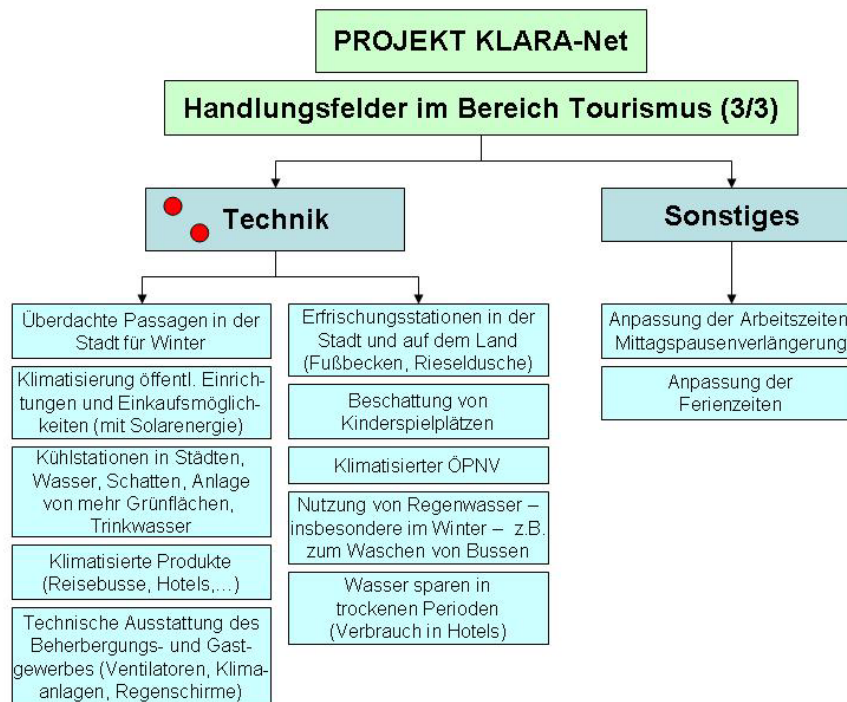 PROJEKT KLARA-Net
Handlungsfelder im Bereich Tourismus (3/3)
Technik
Überdachte Passagen in der
Stadt für Winter
Klimatisierung öffentl. Einrich-
tungen und Einkaufsmöglich-
keiten (mit Solarenergie)
Kühlstationen in Städten,
Wasser, Schatten, Anlage
von mehr Grünflächen,
Trinkwasser
Klimatisierte Produkte
(Reisebusse, Hotels,...)
Technische Ausstattung des
Beherbergungs- und Gast-
gewerbes (Ventilatoren, Klima-
anlagen, Regenschirme)
Erfrischungsstationen in der
Stadt und auf dem Land
(Fußbecken, Rieseldusche)
Beschattung von
Kinderspielplätzen
Klimatisierter ÖPNV
Nutzung von Regenwasser –
insbesondere im Winter – z.B.
zum Waschen von Bussen
Wasser sparen in
trockenen Perioden
(Verbrauch in Hotels)
Sonstiges
Anpassung der Arbeitszeiten
Mittagspausenverlängerung
Anpassung der
Ferienzeiten